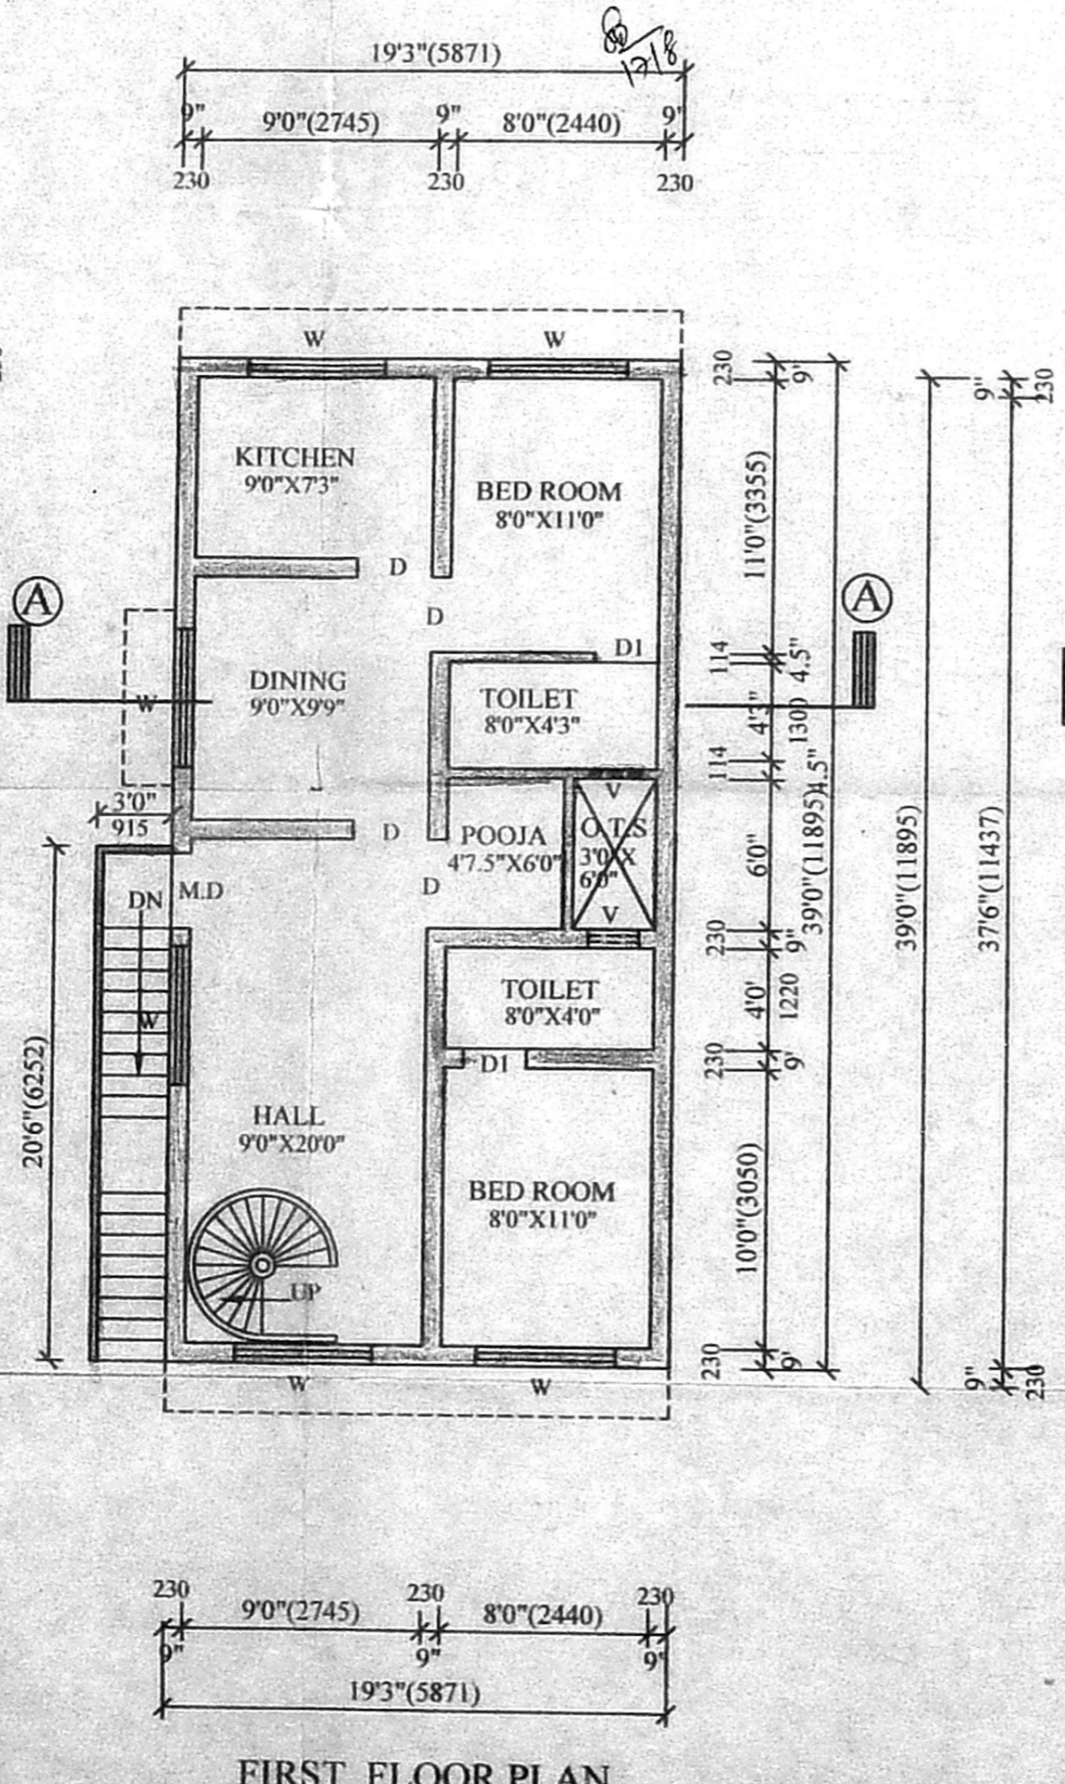 17/8
19'3"(5871)
9" 9'0"(2745) 9" 8'0"(2440) 9'
230 230 230
W W
KITCHEN
9'0"X7'3"
BED ROOM
8'0"X11'0"
D
D
D1
A A
DINING
9'0"X9'9"
W
TOILET
8'0"X4'3"
3'0"
915
D
POOJA
4'7.5"X6'0"
V
O.T.S
3'0"X
6'0"
V
M.D
DN
D
W
TOILET
8'0"X4'0"
D1
HALL
9'0"X20'0"
BED ROOM
8'0"X11'0"
UP
W W
20'6"(6252)
230 9'
11'0"(3355)
114 4.5"
4'3" 1300
114 4.5"
6'0"
230 9"
4'0' 1220
230 9'
10'0"(3050)
230 9'
39'0"(11895)
39'0"(11895)
9" 230
37'6"(11437)
9" 230
230 230 230
9'0"(2745) 8'0"(2440)
9" 9" 9'
19'3"(5871)
FIRST FLOOR PLAN